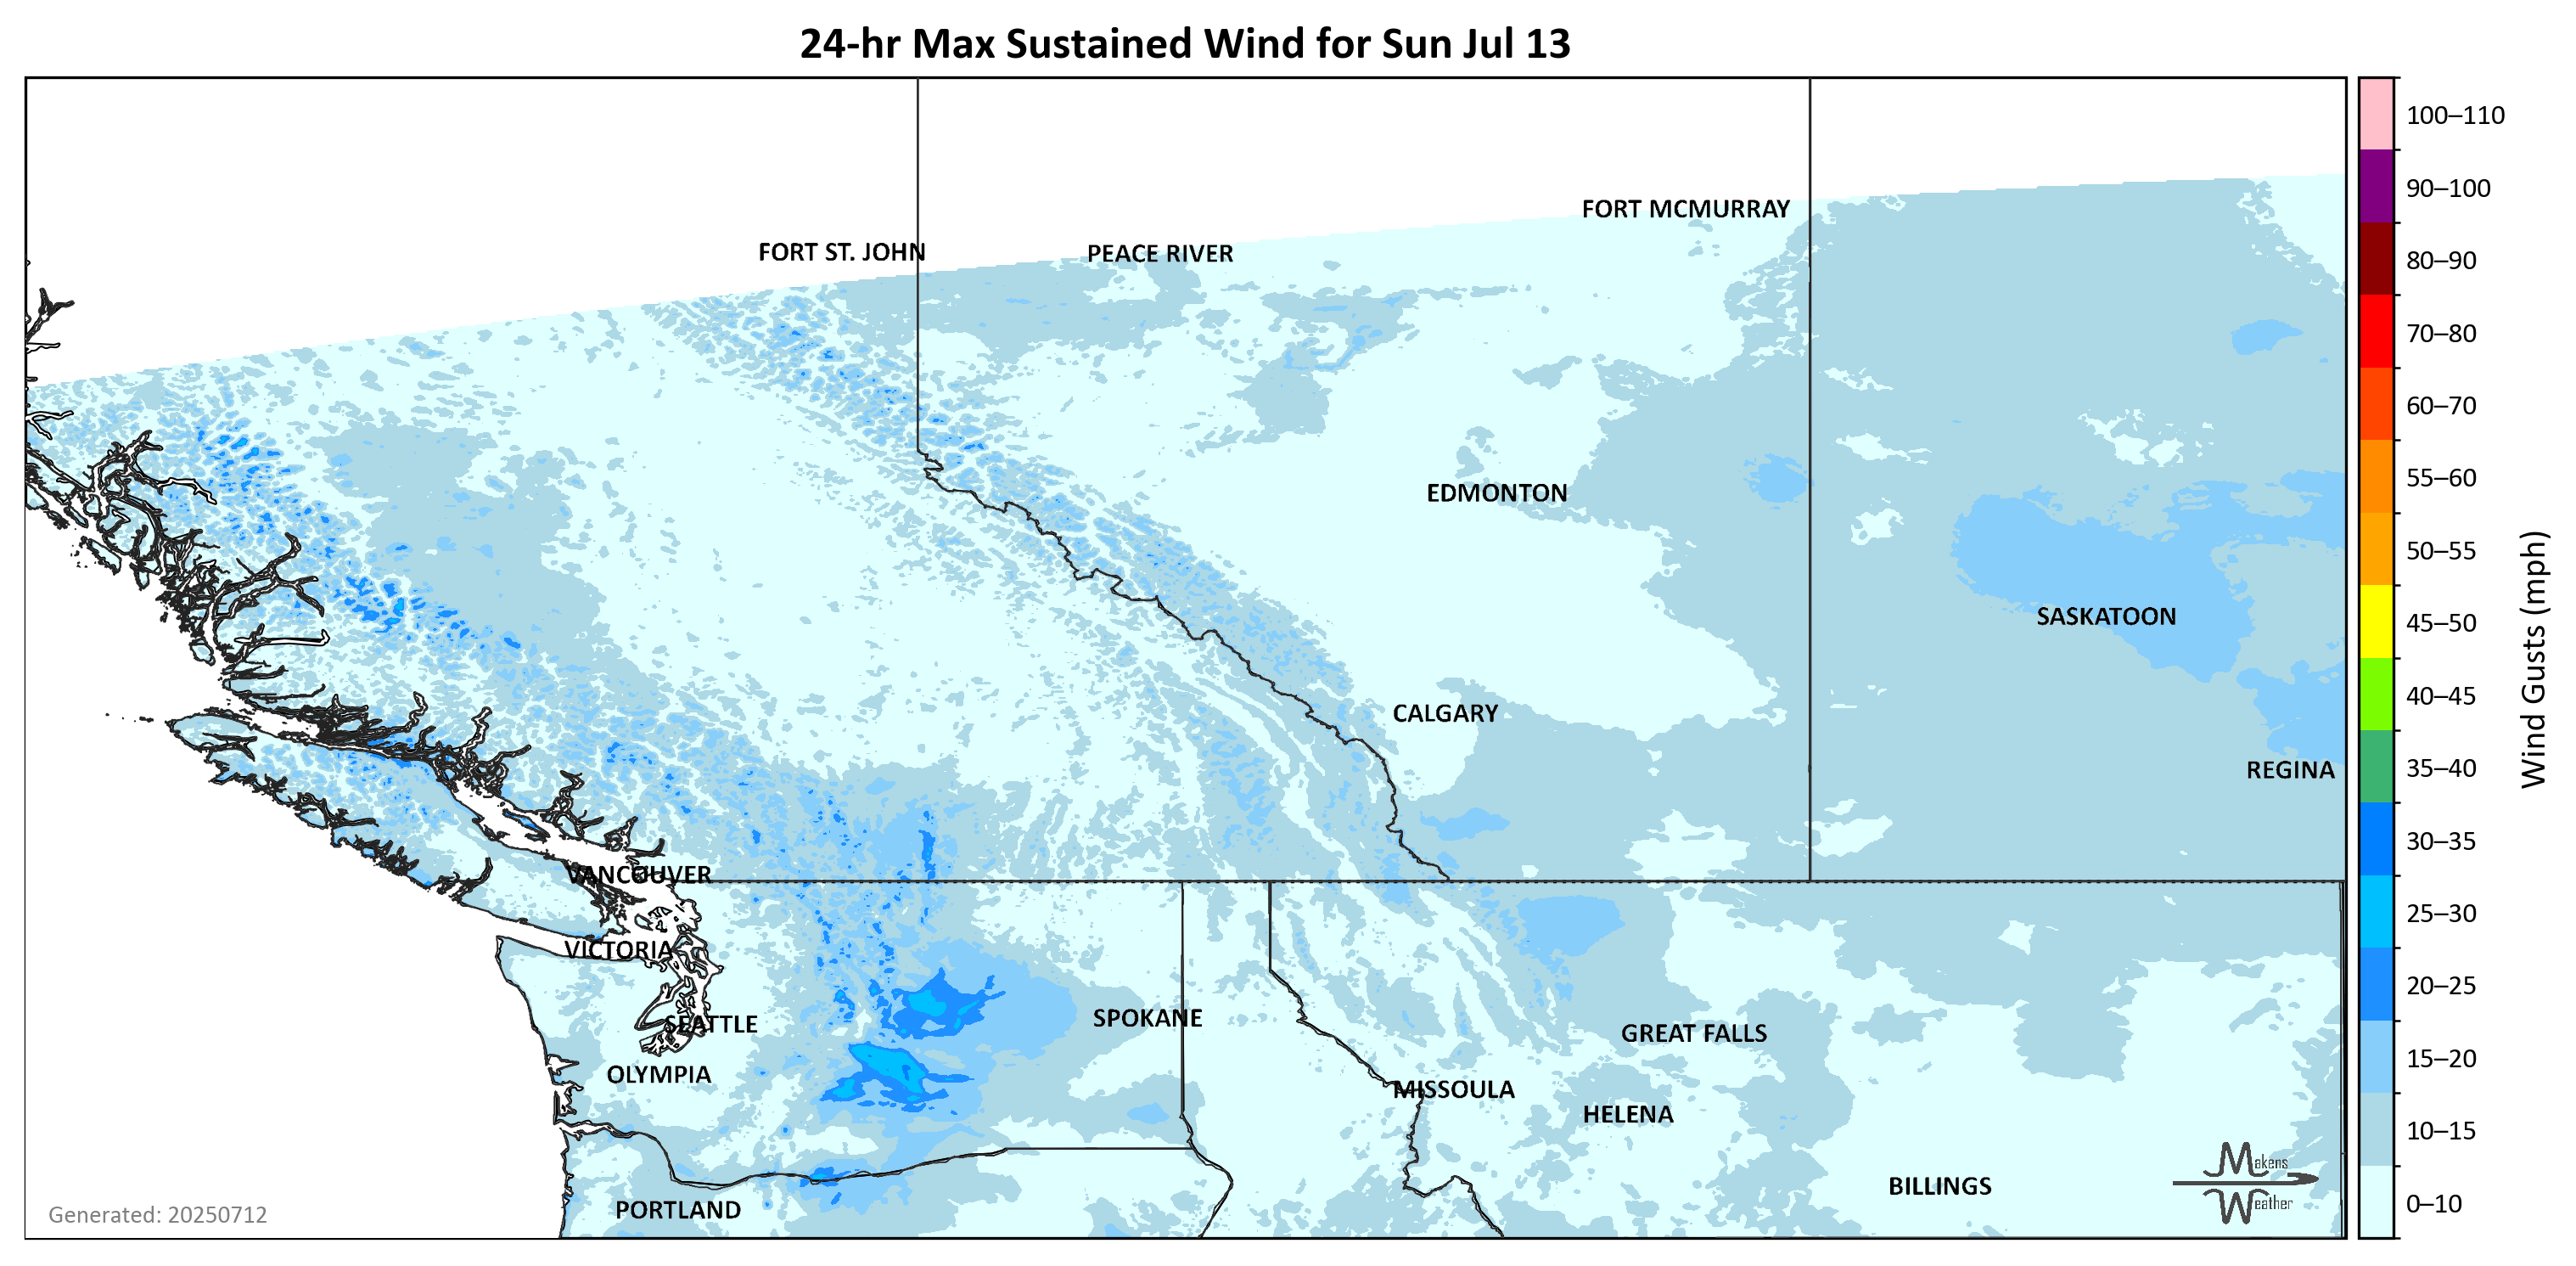 24-hr Max Sustained Wind for Sun Jul 13
FORT MCMURRAY
FORT ST. JOHN
PEACE RIVER
EDMONTON
SASKATOON
CALGARY
REGINA
VANCOUVER
VICTORIA
SPOKANE
SEATTLE
GREAT FALLS
OLYMPIA
MISSOULA
HELENA
BILLINGS
PORTLAND
Makens
Weather
Generated: 20250712
100–110
90–100
80–90
70–80
60–70
55–60
50–55
45–50
40–45
35–40
30–35
25–30
20–25
15–20
10–15
0–10
Wind Gusts (mph)